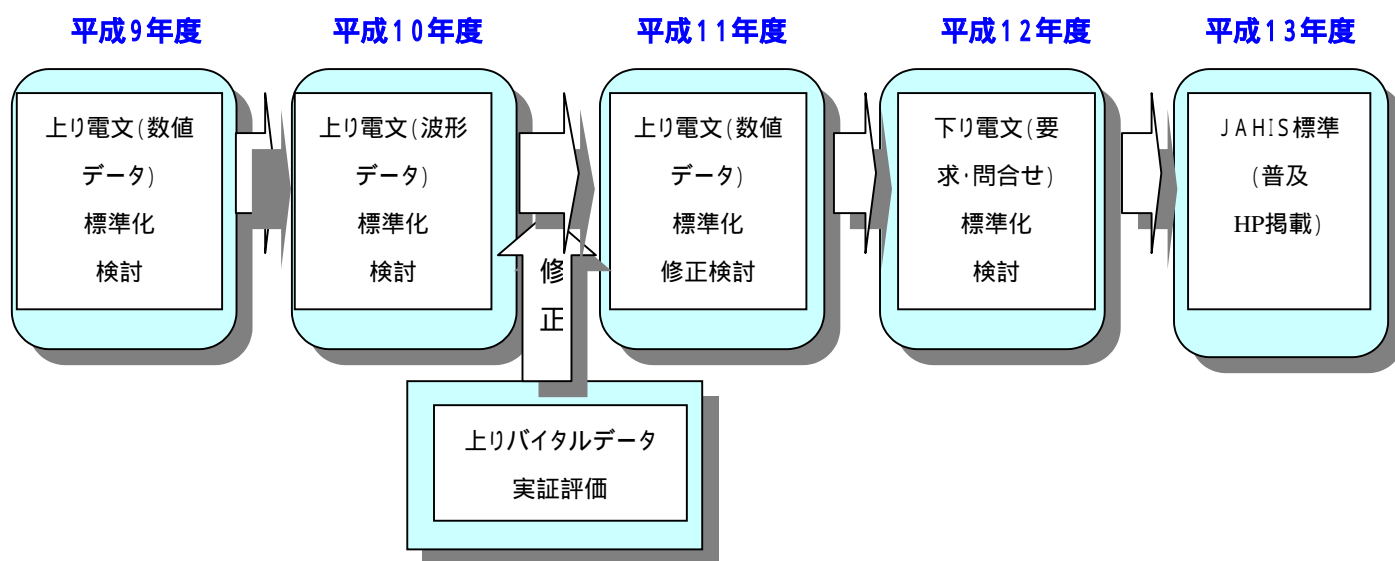 平成9年度
平成10年度
平成11年度
平成12年度
平成13年度
上り電文(数値
データ)
標準化
検討
上り電文(波形
データ)
標準化
検討
上り電文(数値
データ)
標準化
修正検討
下り電文(要
求･問合せ)
標準化
検討
JAHIS標準
(普及
HP掲載)
修
正
上りバイタルデータ
実証評価